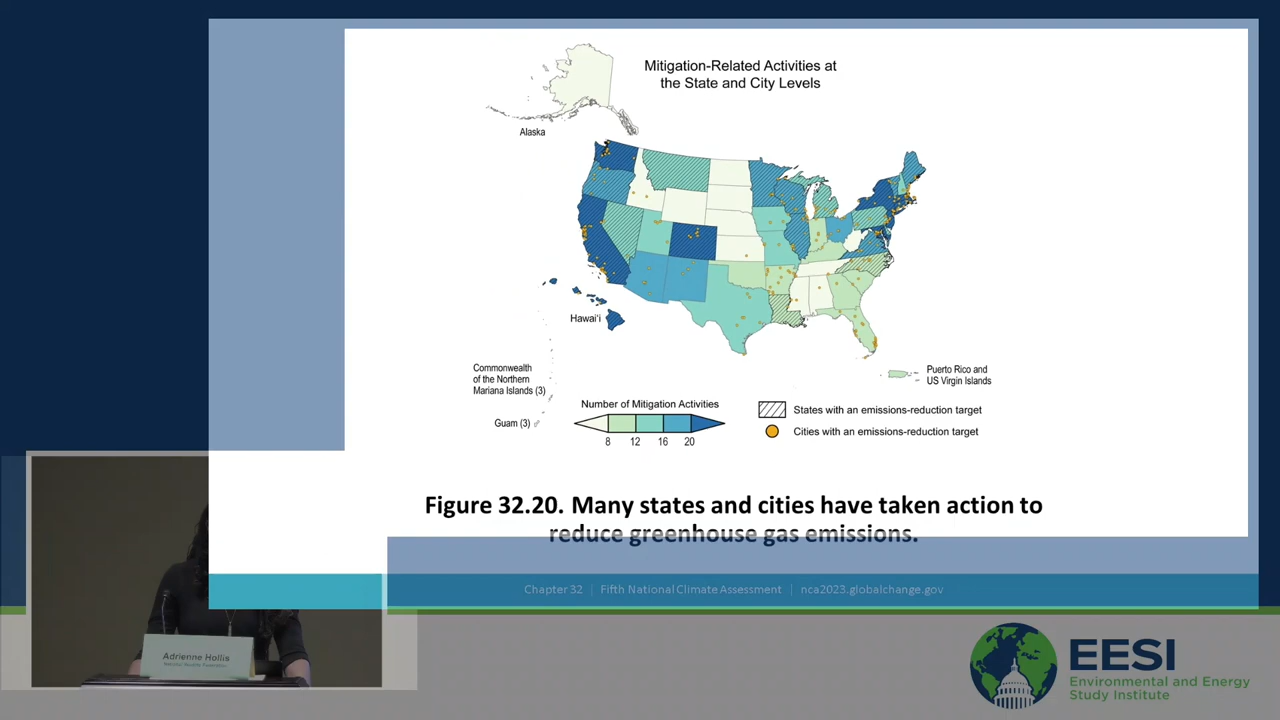 Mitigation-Related Activities at
the State and City Levels
Alaska
Hawai‘i
Commonwealth
of the Northern
Mariana Islands (3)
Guam (3)
Puerto Rico and
US Virgin Islands
Number of Mitigation Activities
8 12 16 20
States with an emissions-reduction target
Cities with an emissions-reduction target
Figure 32.20. Many states and cities have taken action to
reduce greenhouse gas emissions.
Chapter 32 | Fifth National Climate Assessment | nca2023.globalchange.gov
Adrienne Hollis
National Wildlife Federation
EESI
Environmental and Energy
Study Institute